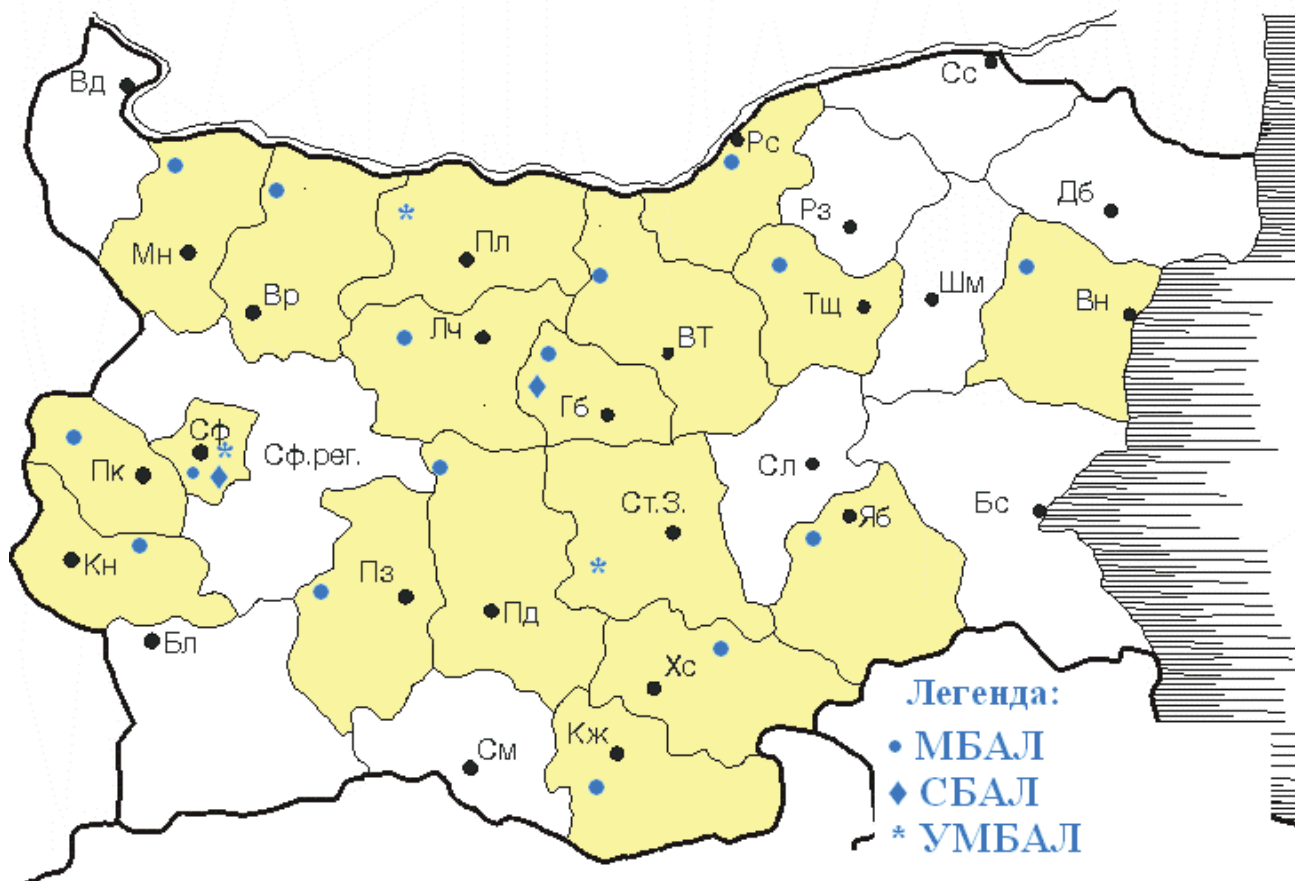 Вд
Сс
Рс
Мн
Вр
Пл
Рз
Дб
Шм
Тщ
Вн
Лч
ВТ
Гб
Сф
Сф.рег.
Пк
Сл
Ст.З.
Яб
Бс
Кн
Пз
Пд
Бл
Хс
Кж
См
Легенда:
• МБАЛ
♦ СБАЛ
* УМБАЛ